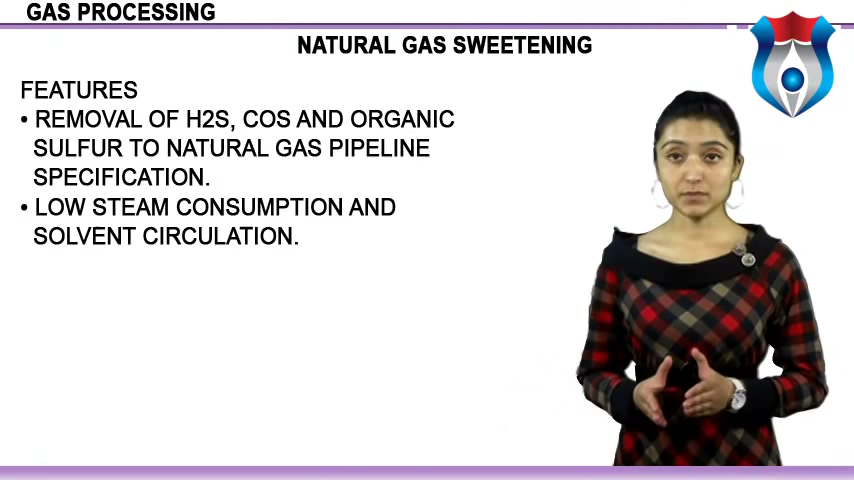 GAS PROCESSING
NATURAL GAS SWEETENING
FEATURES
• REMOVAL OF H2S, COS AND ORGANIC
SULFUR TO NATURAL GAS PIPELINE
SPECIFICATION.
• LOW STEAM CONSUMPTION AND
SOLVENT CIRCULATION.